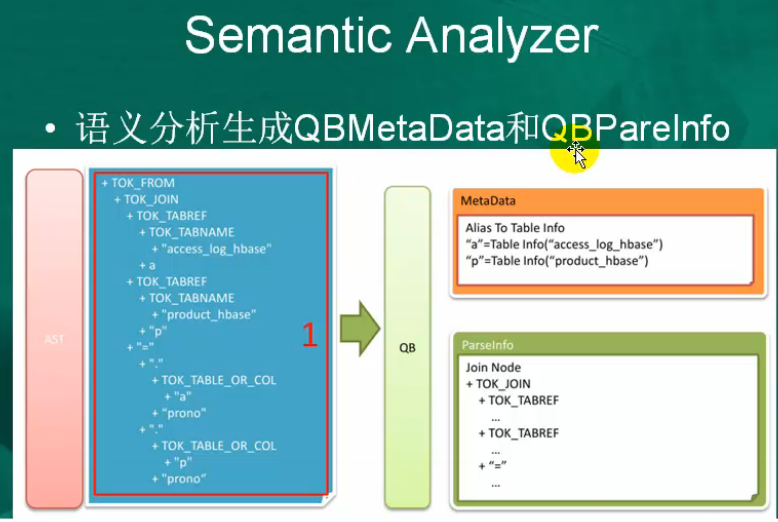 Semantic Analyzer
• 语义分析生成QBMetaData和QBPareInfo
AST
+ TOK_FROM
+ TOK_JOIN
+ TOK_TABREF
+ TOK_TABNAME
+ "access_log_hbase"
+ a
+ TOK_TABREF
+ TOK_TABNAME
+ "product_hbase"
+ "p"
+ "="
+ "."
+ TOK_TABLE_OR_COL
+ "a"
+ "prono"
+ "."
+ TOK_TABLE_OR_COL
+ "p"
+ "prono"
1
QB
MetaData
Alias To Table Info
“a”=Table Info(“access_log_hbase”)
“p”=Table Info(“product_hbase”)
ParseInfo
Join Node
+ TOK_JOIN
+ TOK_TABREF
...
+ TOK_TABREF
...
+ “=”
...